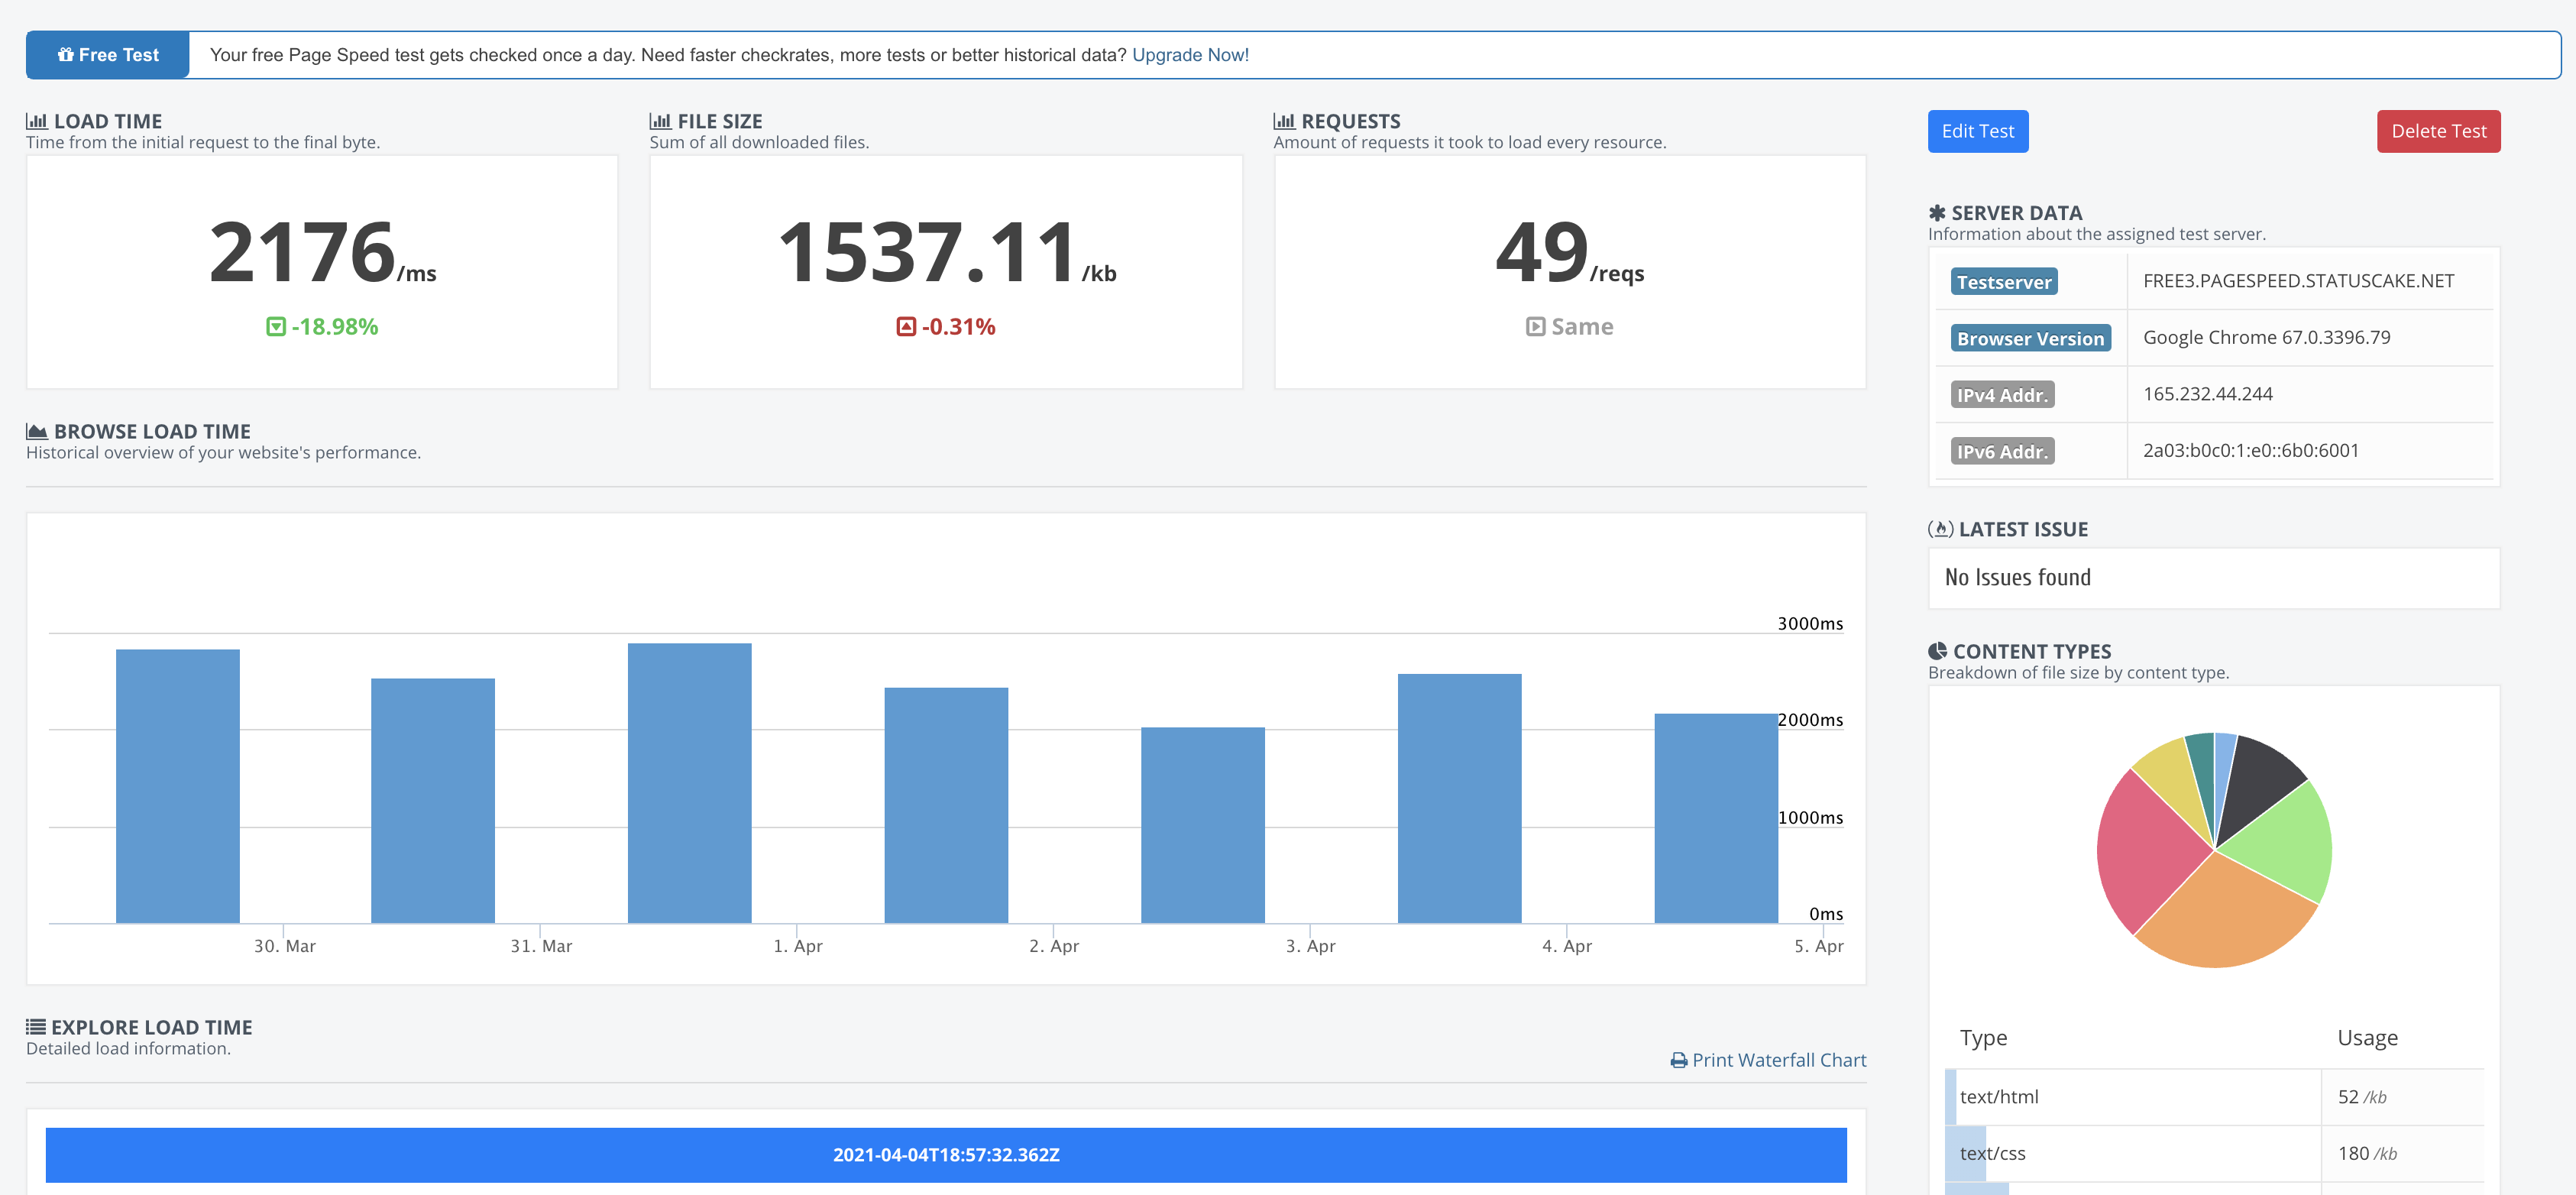 Free Test
Your free Page Speed test gets checked once a day. Need faster checkrates, more tests or better historical data? Upgrade Now!
LOAD TIME
Time from the initial request to the final byte.
2176/ms
-18.98%
FILE SIZE
Sum of all downloaded files.
1537.11/kb
-0.31%
REQUESTS
Amount of requests it took to load every resource.
49/reqs
Same
BROWSE LOAD TIME
Historical overview of your website's performance.
3000ms
2000ms
1000ms
0ms
30. Mar
31. Mar
1. Apr
2. Apr
3. Apr
4. Apr
5. Apr
EXPLORE LOAD TIME
Detailed load information.
Print Waterfall Chart
2021-04-04T18:57:32.362Z
Edit Test
Delete Test
SERVER DATA
Information about the assigned test server.
Testserver FREE3.PAGESPEED.STATUSCAKE.NET
Browser Version Google Chrome 67.0.3396.79
IPv4 Addr. 165.232.44.244
IPv6 Addr. 2a03:b0c0:1:e0::6b0:6001
LATEST ISSUE
No Issues found
CONTENT TYPES
Breakdown of file size by content type.
Type Usage
text/html 52 /kb
text/css 180 /kb